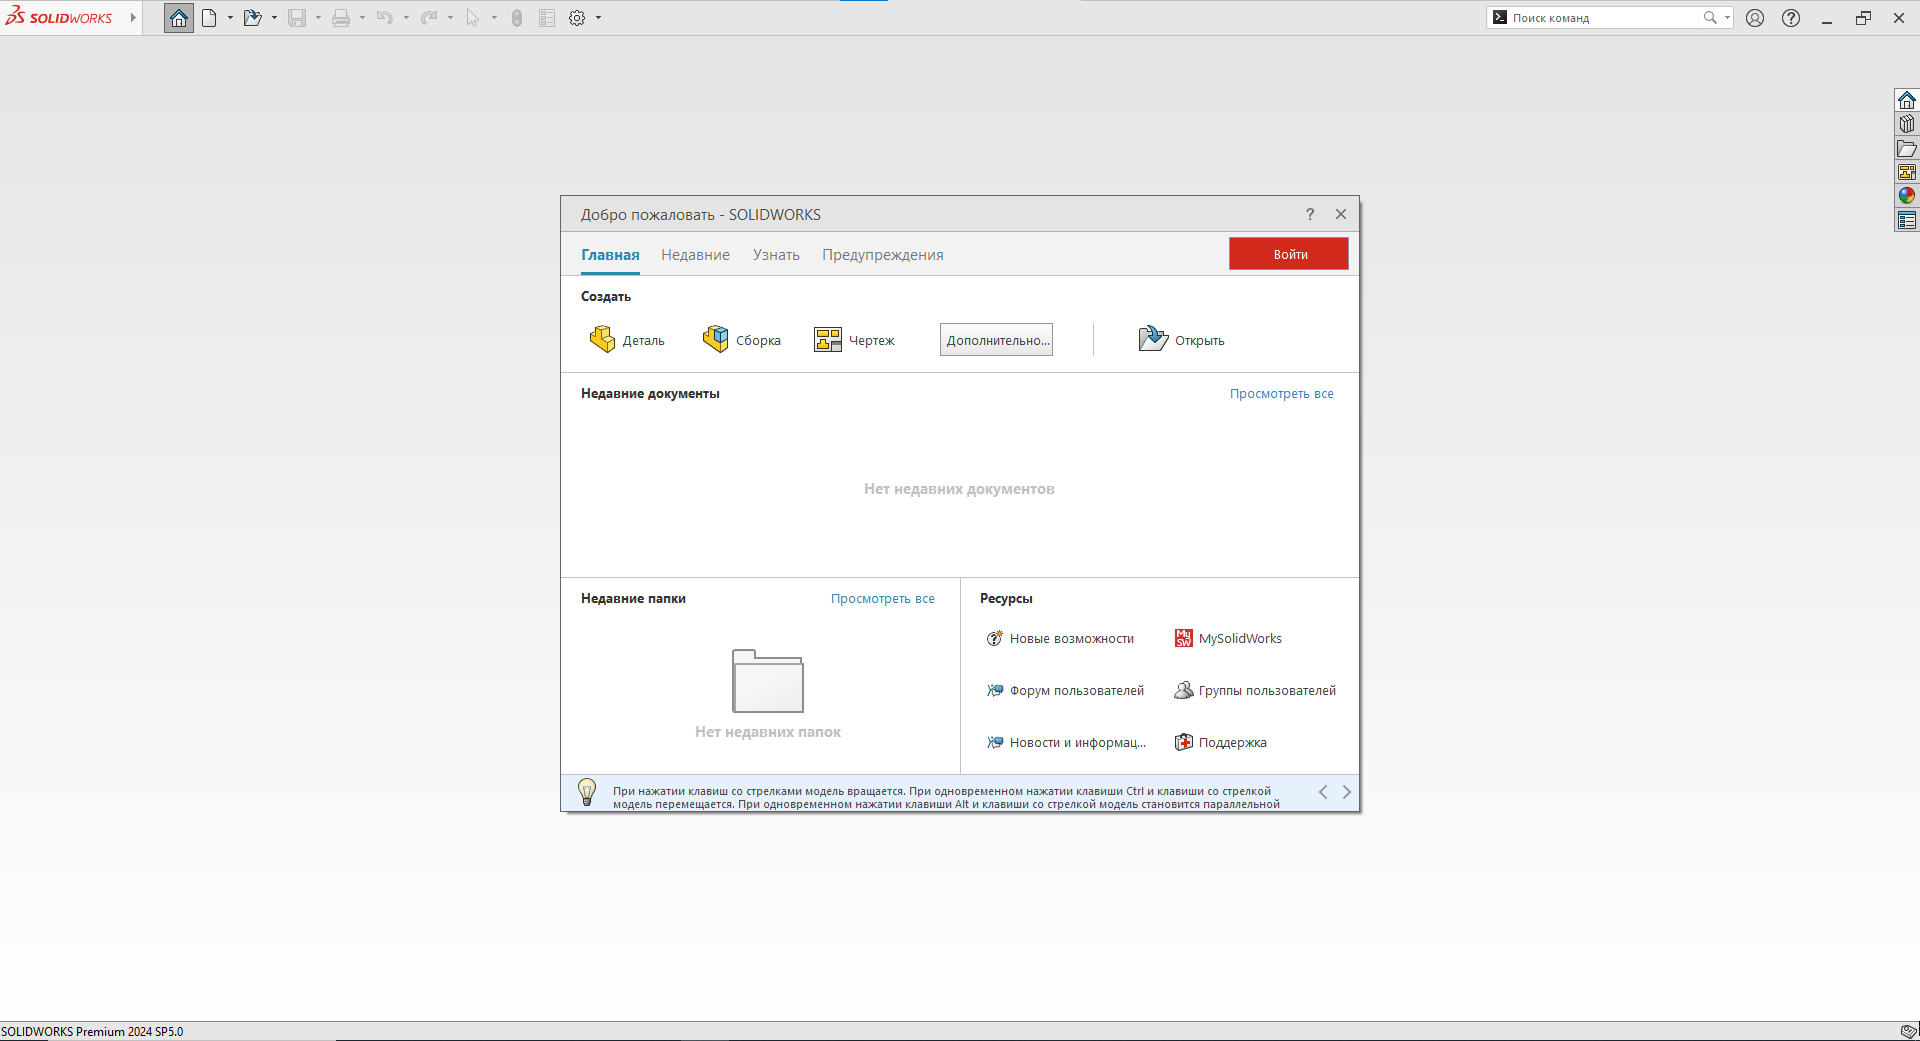 SOLIDWORKS
Поиск команд
Добро пожаловать - SOLIDWORKS
?
Главная
Недавние
Узнать
Предупреждения
Войти
Создать
Деталь
Сборка
Чертеж
Дополнительно...
Открыть
Недавние документы
Просмотреть все
Нет недавних документов
Недавние папки
Просмотреть все
Нет недавних папок
Ресурсы
Новые возможности
MySolidWorks
Форум пользователей
Группы пользователей
Новости и информац...
Поддержка
При нажатии клавиш со стрелками модель вращается. При одновременном нажатии клавиши Ctrl и клавиши со стрелкой
модель перемещается. При одновременном нажатии клавиши Alt и клавиши со стрелкой модель становится параллельной
SOLIDWORKS Premium 2024 SP5.0